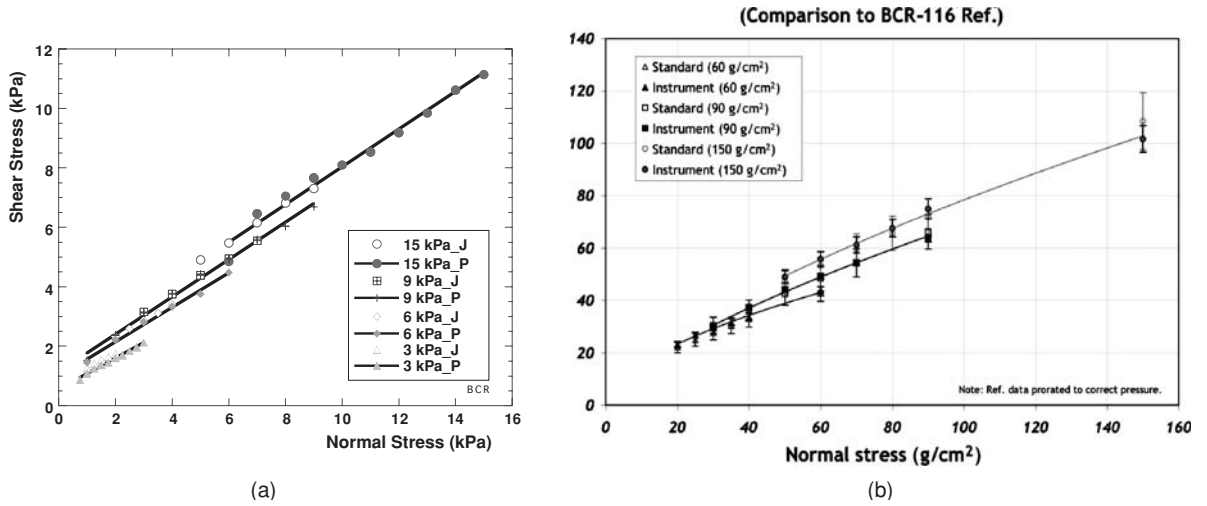 12
10
8
6
4
2
0
Shear Stress (kPa)
0 2 4 6 8 10 12 14 16
Normal Stress (kPa)
15 kPa_J
15 kPa_P
9 kPa_J
9 kPa_P
6 kPa_J
6 kPa_P
3 kPa_J
3 kPa_P
BCR
(a)
(Comparison to BCR-116 Ref.)
140
120
100
80
60
40
20
0
Standard (60 g/cm²)
Instrument (60 g/cm²)
Standard (90 g/cm²)
Instrument (90 g/cm²)
Standard (150 g/cm²)
Instrument (150 g/cm²)
Note: Ref. data prorated to correct pressure.
0 20 40 60 80 100 120 140 160
Normal stress (g/cm²)
(b)